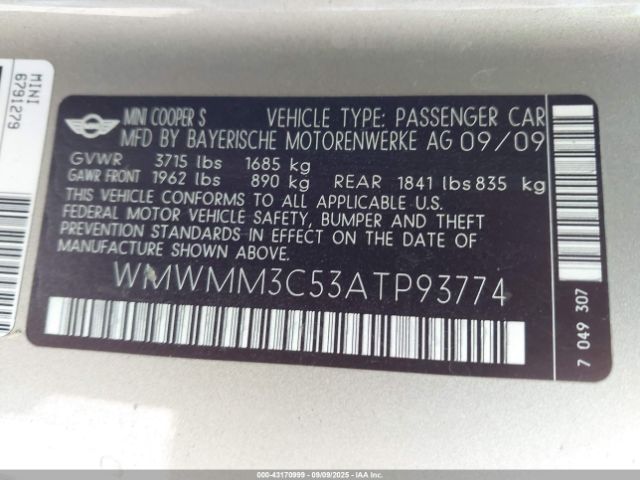 MINI
6791279
MINI COOPER S VEHICLE TYPE: PASSENGER CAR
MFD BY BAYERISCHE MOTORENWERKE AG 09/09
GVWR 3715 lbs 1685 kg
GAWR FRONT 1962 lbs 890 kg REAR 1841 lbs 835 kg
THIS VEHICLE CONFORMS TO ALL APPLICABLE U.S.
FEDERAL MOTOR VEHICLE SAFETY, BUMPER AND THEFT
PREVENTION STANDARDS IN EFFECT ON THE DATE OF
MANUFACTURE SHOWN ABOVE.
WMWMM3C53ATP93774
7 049 307
000-43170999 - 09/09/2025 - IAA Inc.